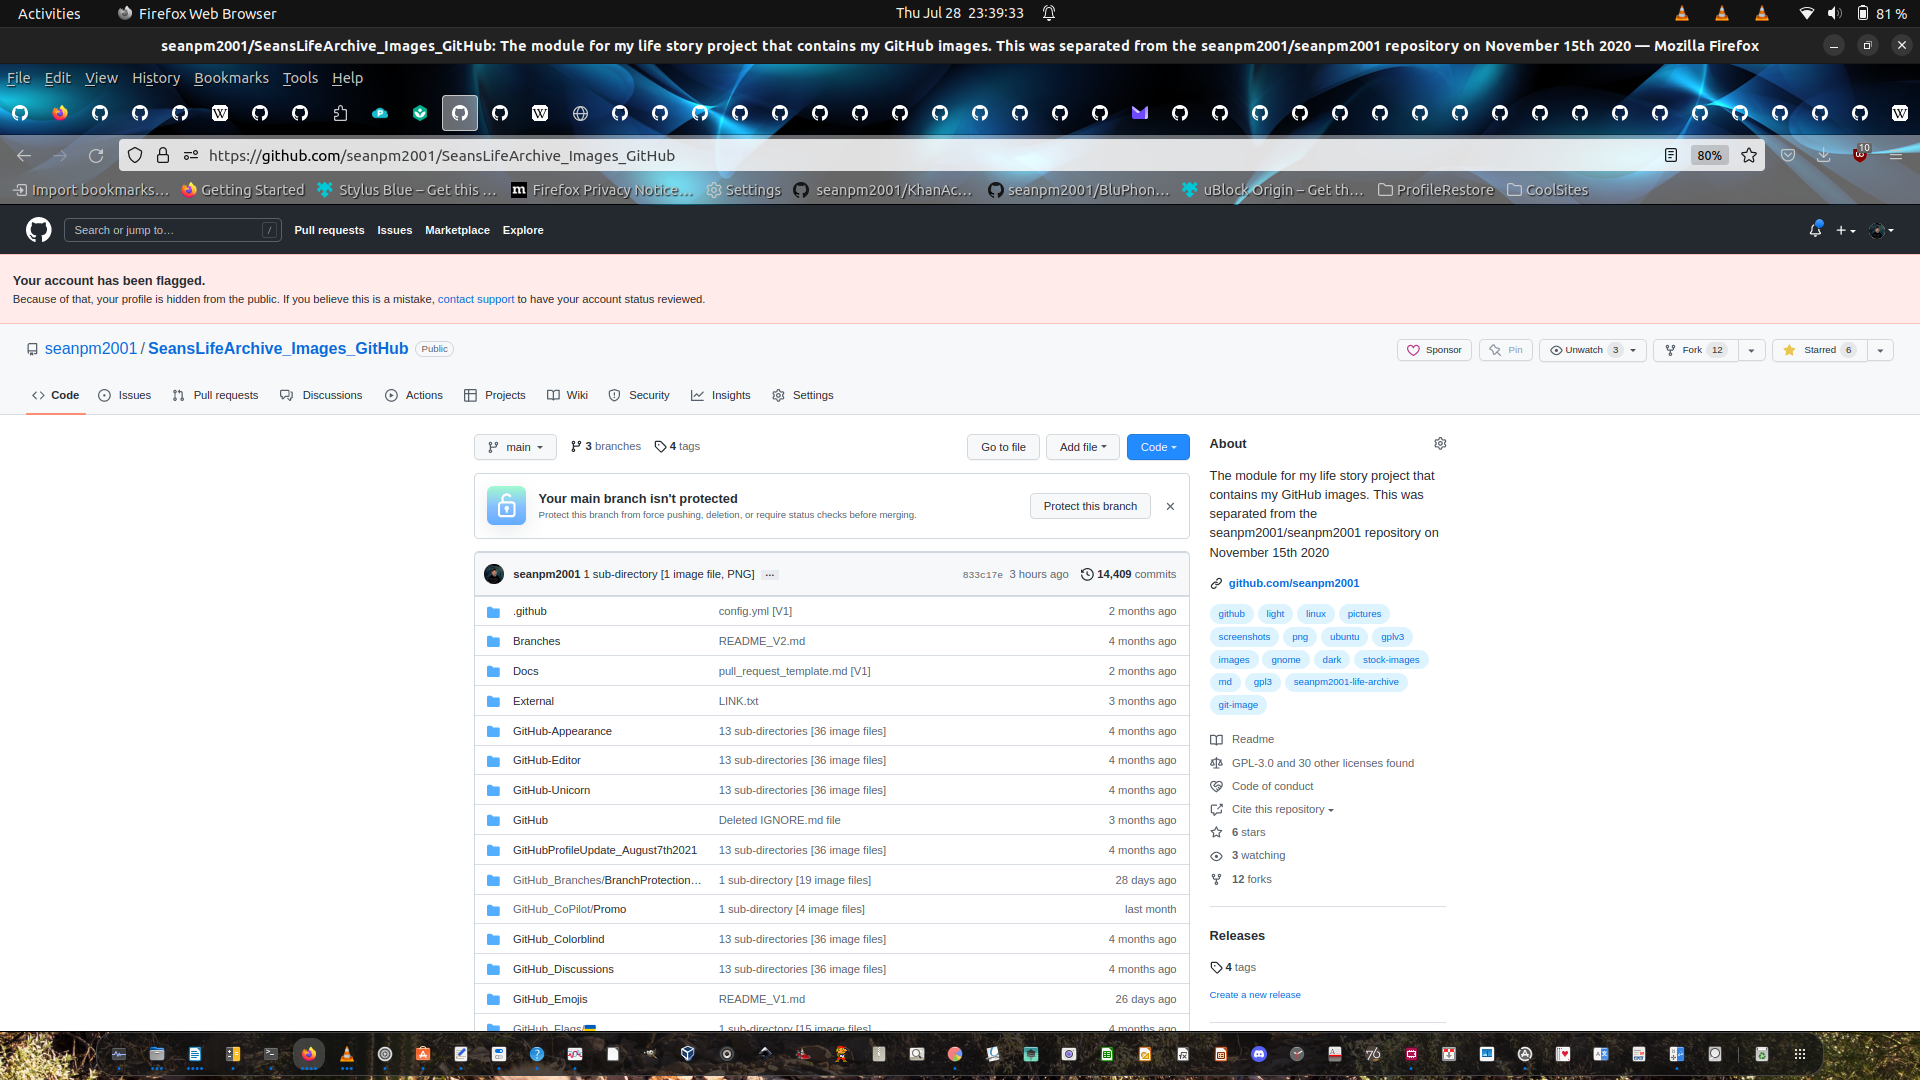 Activities
Firefox Web Browser
Thu Jul 28 23:39:33
81 %
seanpm2001/SeansLifeArchive_Images_GitHub: The module for my life story project that contains my GitHub images. This was separated from the seanpm2001/seanpm2001 repository on November 15th 2020 — Mozilla Firefox
File Edit View History Bookmarks Tools Help
https://github.com/seanpm2001/SeansLifeArchive_Images_GitHub
80%
10
Import bookmarks… Getting Started Stylus Blue – Get this … Firefox Privacy Notice… Settings seanpm2001/KhanAc… seanpm2001/BluPhon… uBlock Origin – Get th… ProfileRestore CoolSites
Search or jump to… /
Pull requests Issues Marketplace Explore
Your account has been flagged.
Because of that, your profile is hidden from the public. If you believe this is a mistake, contact support to have your account status reviewed.
seanpm2001 / SeansLifeArchive_Images_GitHub Public
Sponsor Pin Unwatch 3 Fork 12 Starred 6
Code Issues Pull requests Discussions Actions Projects Wiki Security Insights Settings
main 3 branches 4 tags
Go to file Add file Code
Your main branch isn't protected
Protect this branch from force pushing, deletion, or require status checks before merging.
Protect this branch
seanpm2001 1 sub-directory [1 image file, PNG] … 833c17e 3 hours ago 14,409 commits
.github config.yml [V1] 2 months ago
Branches README_V2.md 4 months ago
Docs pull_request_template.md [V1] 2 months ago
External LINK.txt 3 months ago
GitHub-Appearance 13 sub-directories [36 image files] 4 months ago
GitHub-Editor 13 sub-directories [36 image files] 4 months ago
GitHub-Unicorn 13 sub-directories [36 image files] 4 months ago
GitHub Deleted IGNORE.md file 3 months ago
GitHubProfileUpdate_August7th2021 13 sub-directories [36 image files] 4 months ago
GitHub_Branches/BranchProtection… 1 sub-directory [19 image files] 28 days ago
GitHub_CoPilot/Promo 1 sub-directory [4 image files] last month
GitHub_Colorblind 13 sub-directories [36 image files] 4 months ago
GitHub_Discussions 13 sub-directories [36 image files] 4 months ago
GitHub_Emojis README_V1.md 26 days ago
GitHub_Flags/ 1 sub-directory [15 image files] 4 months ago
About
The module for my life story project that
contains my GitHub images. This was
separated from the
seanpm2001/seanpm2001 repository on
November 15th 2020
github.com/seanpm2001
github light linux pictures
screenshots png ubuntu gplv3
images gnome dark stock-images
md gpl3 seanpm2001-life-archive
git-image
Readme
GPL-3.0 and 30 other licenses found
Code of conduct
Cite this repository
6 stars
3 watching
12 forks
Releases
4 tags
Create a new release